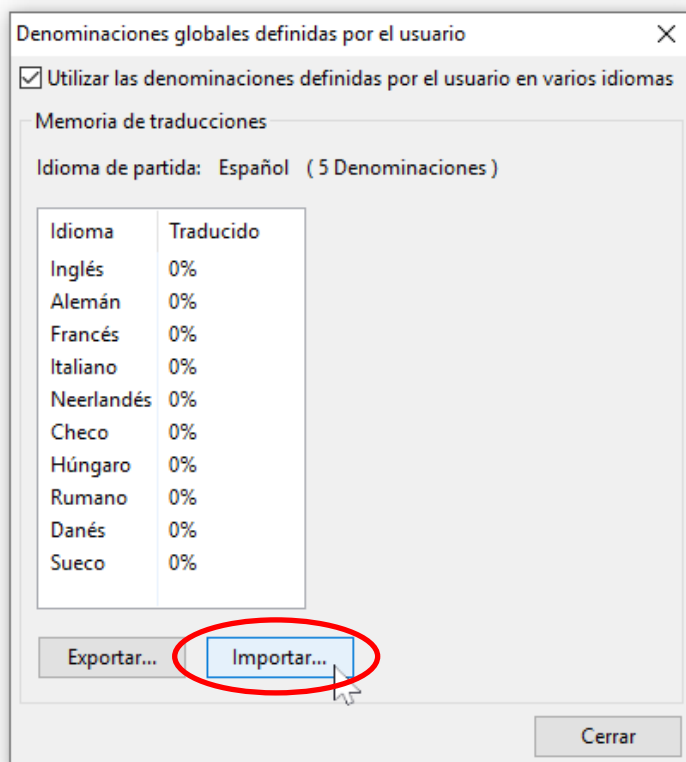 Denominaciones globales definidas por el usuario
Utilizar las denominaciones definidas por el usuario en varios idiomas
Memoria de traducciones
Idioma de partida: Español ( 5 Denominaciones )
Idioma Traducido
Inglés 0%
Alemán 0%
Francés 0%
Italiano 0%
Neerlandés 0%
Checo 0%
Húngaro 0%
Rumano 0%
Danés 0%
Sueco 0%
Exportar... Importar...
Cerrar